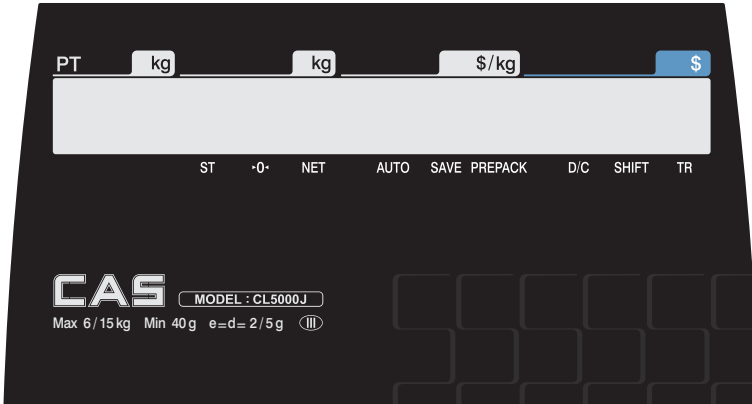 PT kg kg $/kg $
ST ▸0◂ NET AUTO SAVE PREPACK D/C SHIFT TR
CAS MODEL : CL5000J
Max 6/15kg Min 40g e=d= 2/5g III